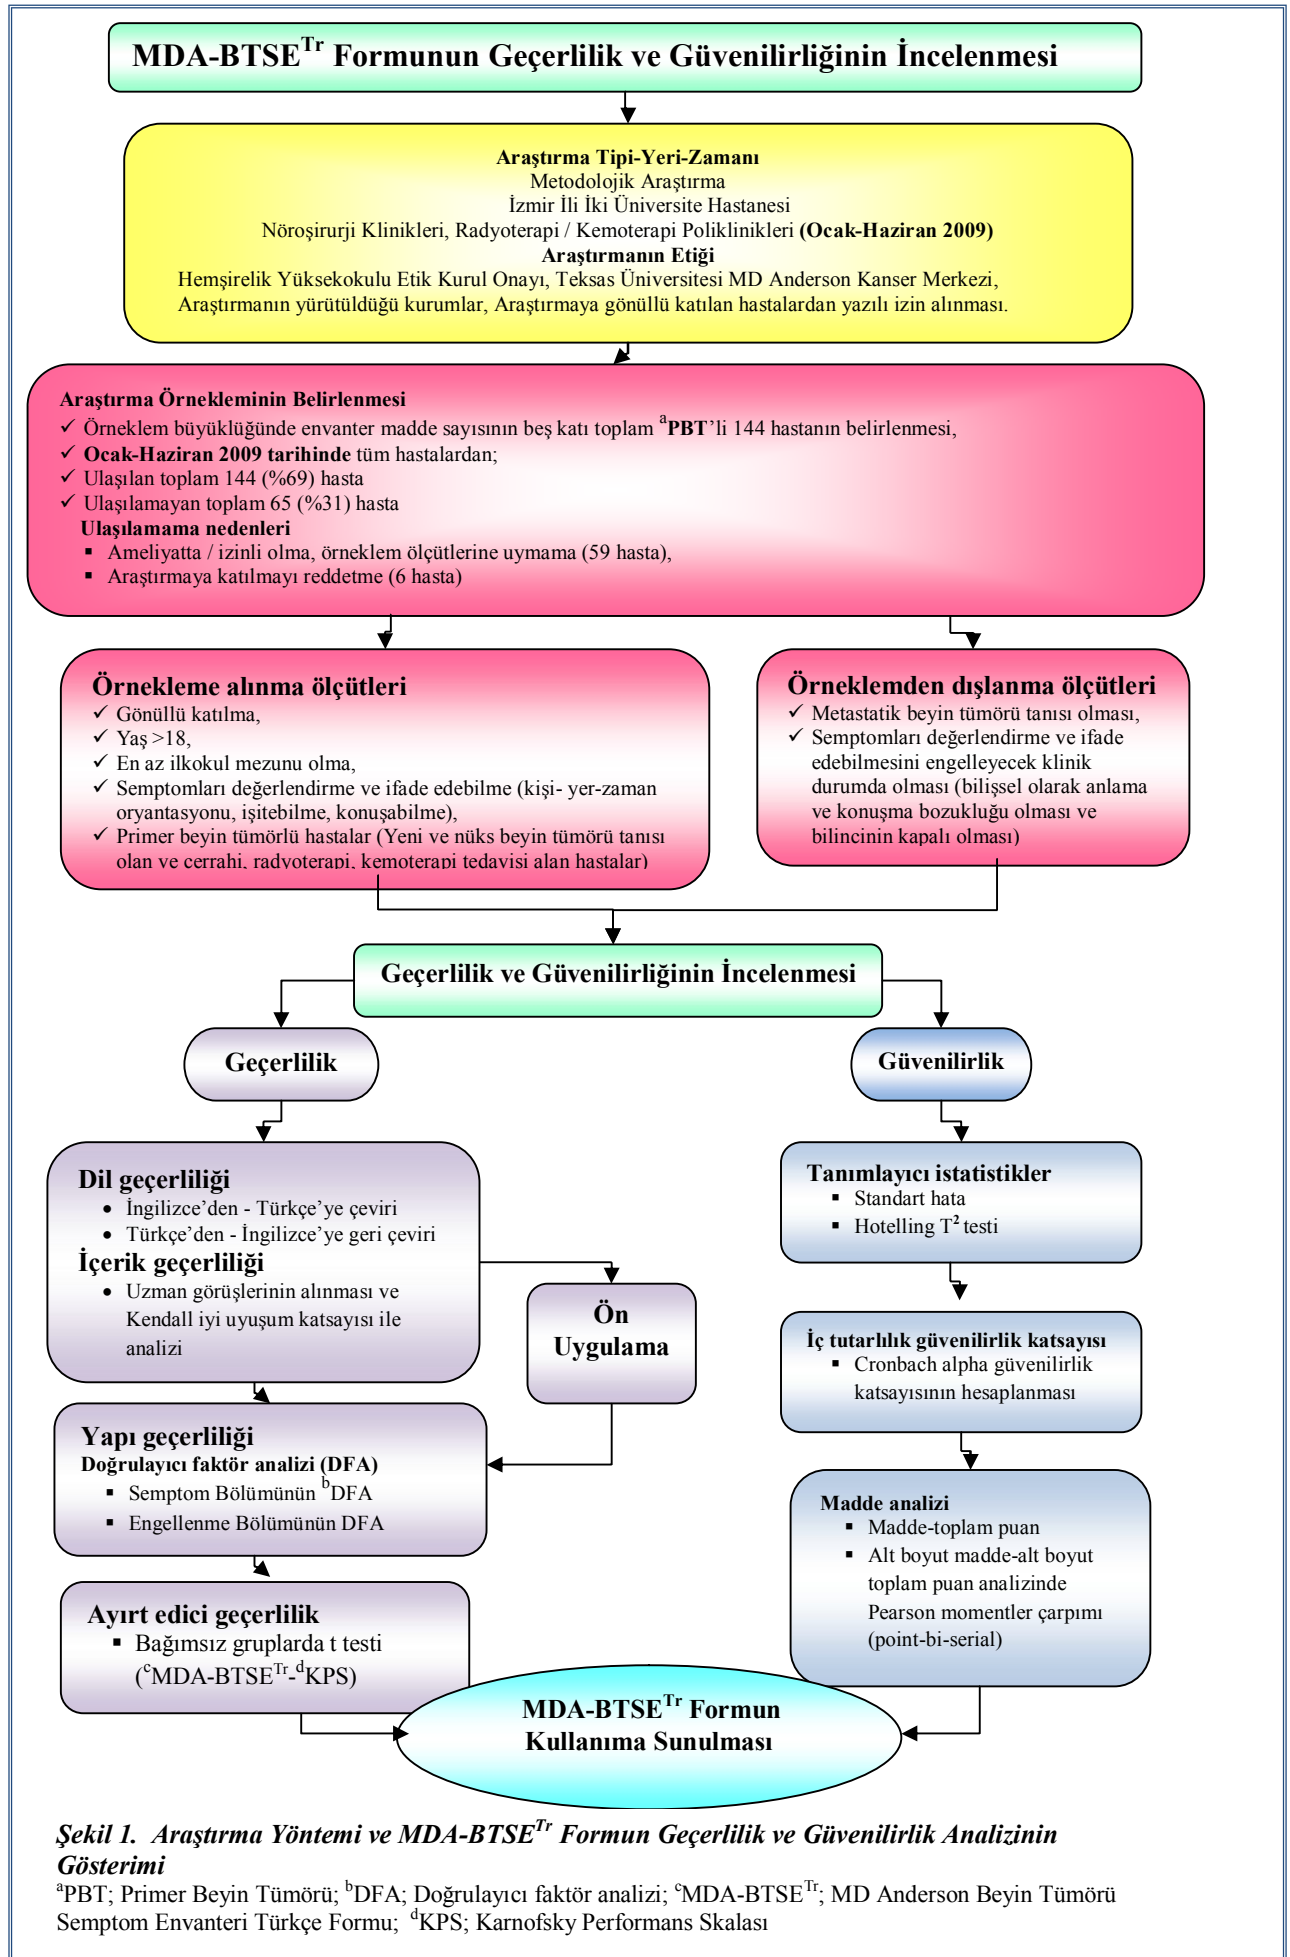 MDA-BTSE^Tr Formunun Geçerlilik ve Güvenilirliğinin İncelenmesi
Araştırma Tipi-Yeri-Zamanı
Metodolojik Araştırma
İzmir İli İki Üniversite Hastanesi
Nöroşirurji Klinikleri, Radyoterapi / Kemoterapi Poliklinikleri (Ocak-Haziran 2009)
Araştırmanın Etiği
Hemşirelik Yüksekokulu Etik Kurul Onayı, Teksas Üniversitesi MD Anderson Kanser Merkezi,
Araştırmanın yürütüldüğü kurumlar, Araştırmaya gönüllü katılan hastalardan yazılı izin alınması.
Araştırma Örnekleminin Belirlenmesi
✓ Örneklem büyüklüğünde envanter madde sayısının beş katı toplam ^aPBT'li 144 hastanın belirlenmesi,
✓ Ocak-Haziran 2009 tarihinde tüm hastalardan;
✓ Ulaşılan toplam 144 (%69) hasta
✓ Ulaşılamayan toplam 65 (%31) hasta
Ulaşılamama nedenleri
▪ Ameliyatta / izinli olma, örneklem ölçütlerine uymama (59 hasta),
▪ Araştırmaya katılmayı reddetme (6 hasta)
Örnekleme alınma ölçütleri
✓ Gönüllü katılma,
✓ Yaş >18,
✓ En az ilkokul mezunu olma,
✓ Semptomları değerlendirme ve ifade edebilme (kişi- yer-zaman
oryantasyonu, işitebilme, konuşabilme),
✓ Primer beyin tümörlü hastalar (Yeni ve nüks beyin tümörü tanısı
olan ve cerrahi, radyoterapi, kemoterapi tedavisi alan hastalar)
Örneklemden dışlanma ölçütleri
✓ Metastatik beyin tümörü tanısı olması,
✓ Semptomları değerlendirme ve ifade
edebilmesini engelleyecek klinik
durumda olması (bilişsel olarak anlama
ve konuşma bozukluğu olması ve
bilincinin kapalı olması)
Geçerlilik ve Güvenilirliğinin İncelenmesi
Geçerlilik
Güvenilirlik
Dil geçerliliği
• İngilizce'den - Türkçe'ye çeviri
• Türkçe'den - İngilizce'ye geri çeviri
İçerik geçerliliği
• Uzman görüşlerinin alınması ve
Kendall iyi uyuşum katsayısı ile
analizi
Ön
Uygulama
Yapı geçerliliği
Doğrulayıcı faktör analizi (DFA)
▪ Semptom Bölümünün ^bDFA
▪ Engellenme Bölümünün DFA
Ayırt edici geçerlilik
▪ Bağımsız gruplarda t testi
(^cMDA-BTSE^Tr-^dKPS)
Tanımlayıcı istatistikler
▪ Standart hata
▪ Hotelling T² testi
İç tutarlılık güvenilirlik katsayısı
▪ Cronbach alpha güvenilirlik
katsayısının hesaplanması
Madde analizi
▪ Madde-toplam puan
▪ Alt boyut madde-alt boyut
toplam puan analizinde
Pearson momentler çarpımı
(point-bi-serial)
MDA-BTSE^Tr Formun
Kullanıma Sunulması
Şekil 1. Araştırma Yöntemi ve MDA-BTSE^Tr Formun Geçerlilik ve Güvenilirlik Analizinin
Gösterimi
^aPBT; Primer Beyin Tümörü; ^bDFA; Doğrulayıcı faktör analizi; ^cMDA-BTSE^Tr; MD Anderson Beyin Tümörü
Semptom Envanteri Türkçe Formu; ^dKPS; Karnofsky Performans Skalası